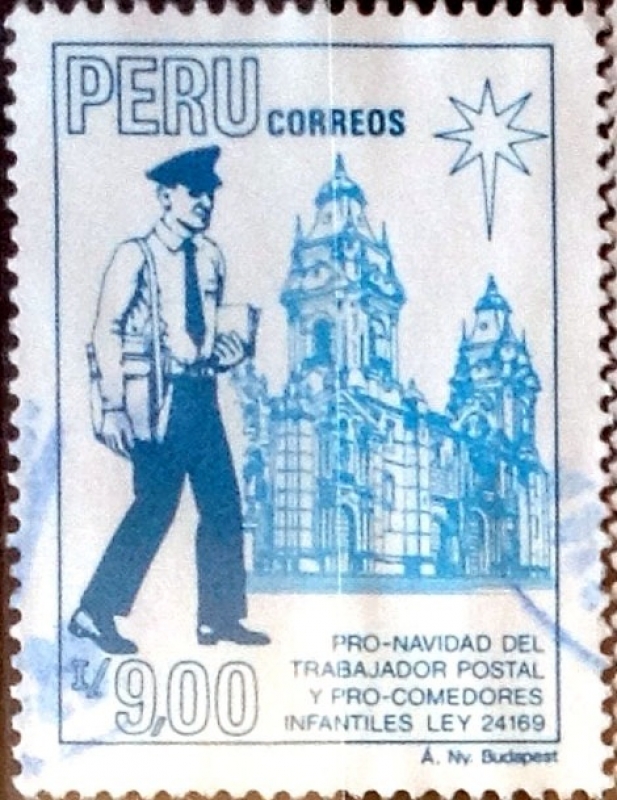 PERU CORREOS
PRO-NAVIDAD DEL
TRABAJADOR POSTAL
Y PRO-COMEDORES
INFANTILES LEY 24169
I/. 9,00
Á. Ny. Budapest